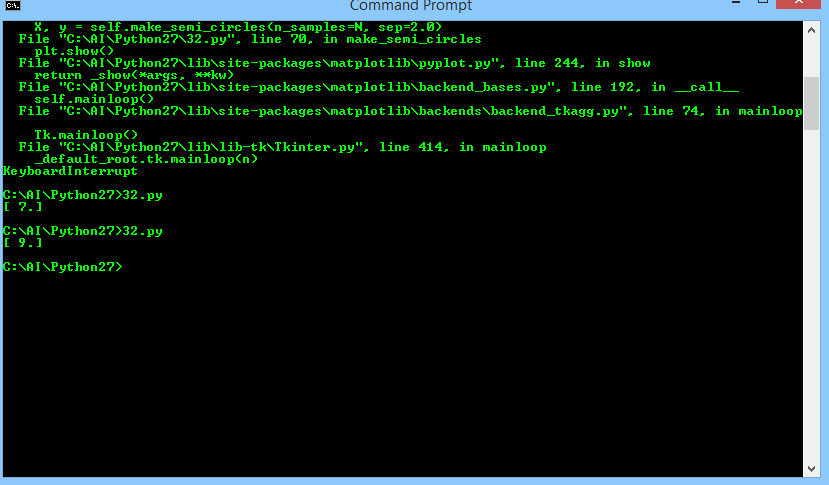 Command Prompt
X, y = self.make_semi_circles(n_samples=N, sep=2.0)
File "C:\AI\Python27\32.py", line 70, in make_semi_circles
plt.show()
File "C:\AI\Python27\lib\site-packages\matplotlib\pyplot.py", line 244, in show
return _show(*args, **kw)
File "C:\AI\Python27\lib\site-packages\matplotlib\backend_bases.py", line 192, in __call__
self.mainloop()
File "C:\AI\Python27\lib\site-packages\matplotlib\backends\backend_tkagg.py", line 74, in mainloop
Tk.mainloop()
File "C:\AI\Python27\lib\lib-tk\Tkinter.py", line 414, in mainloop
_default_root.tk.mainloop(n)
KeyboardInterrupt
C:\AI\Python27>32.py
[ 7.]
C:\AI\Python27>32.py
[ 9.]
C:\AI\Python27>